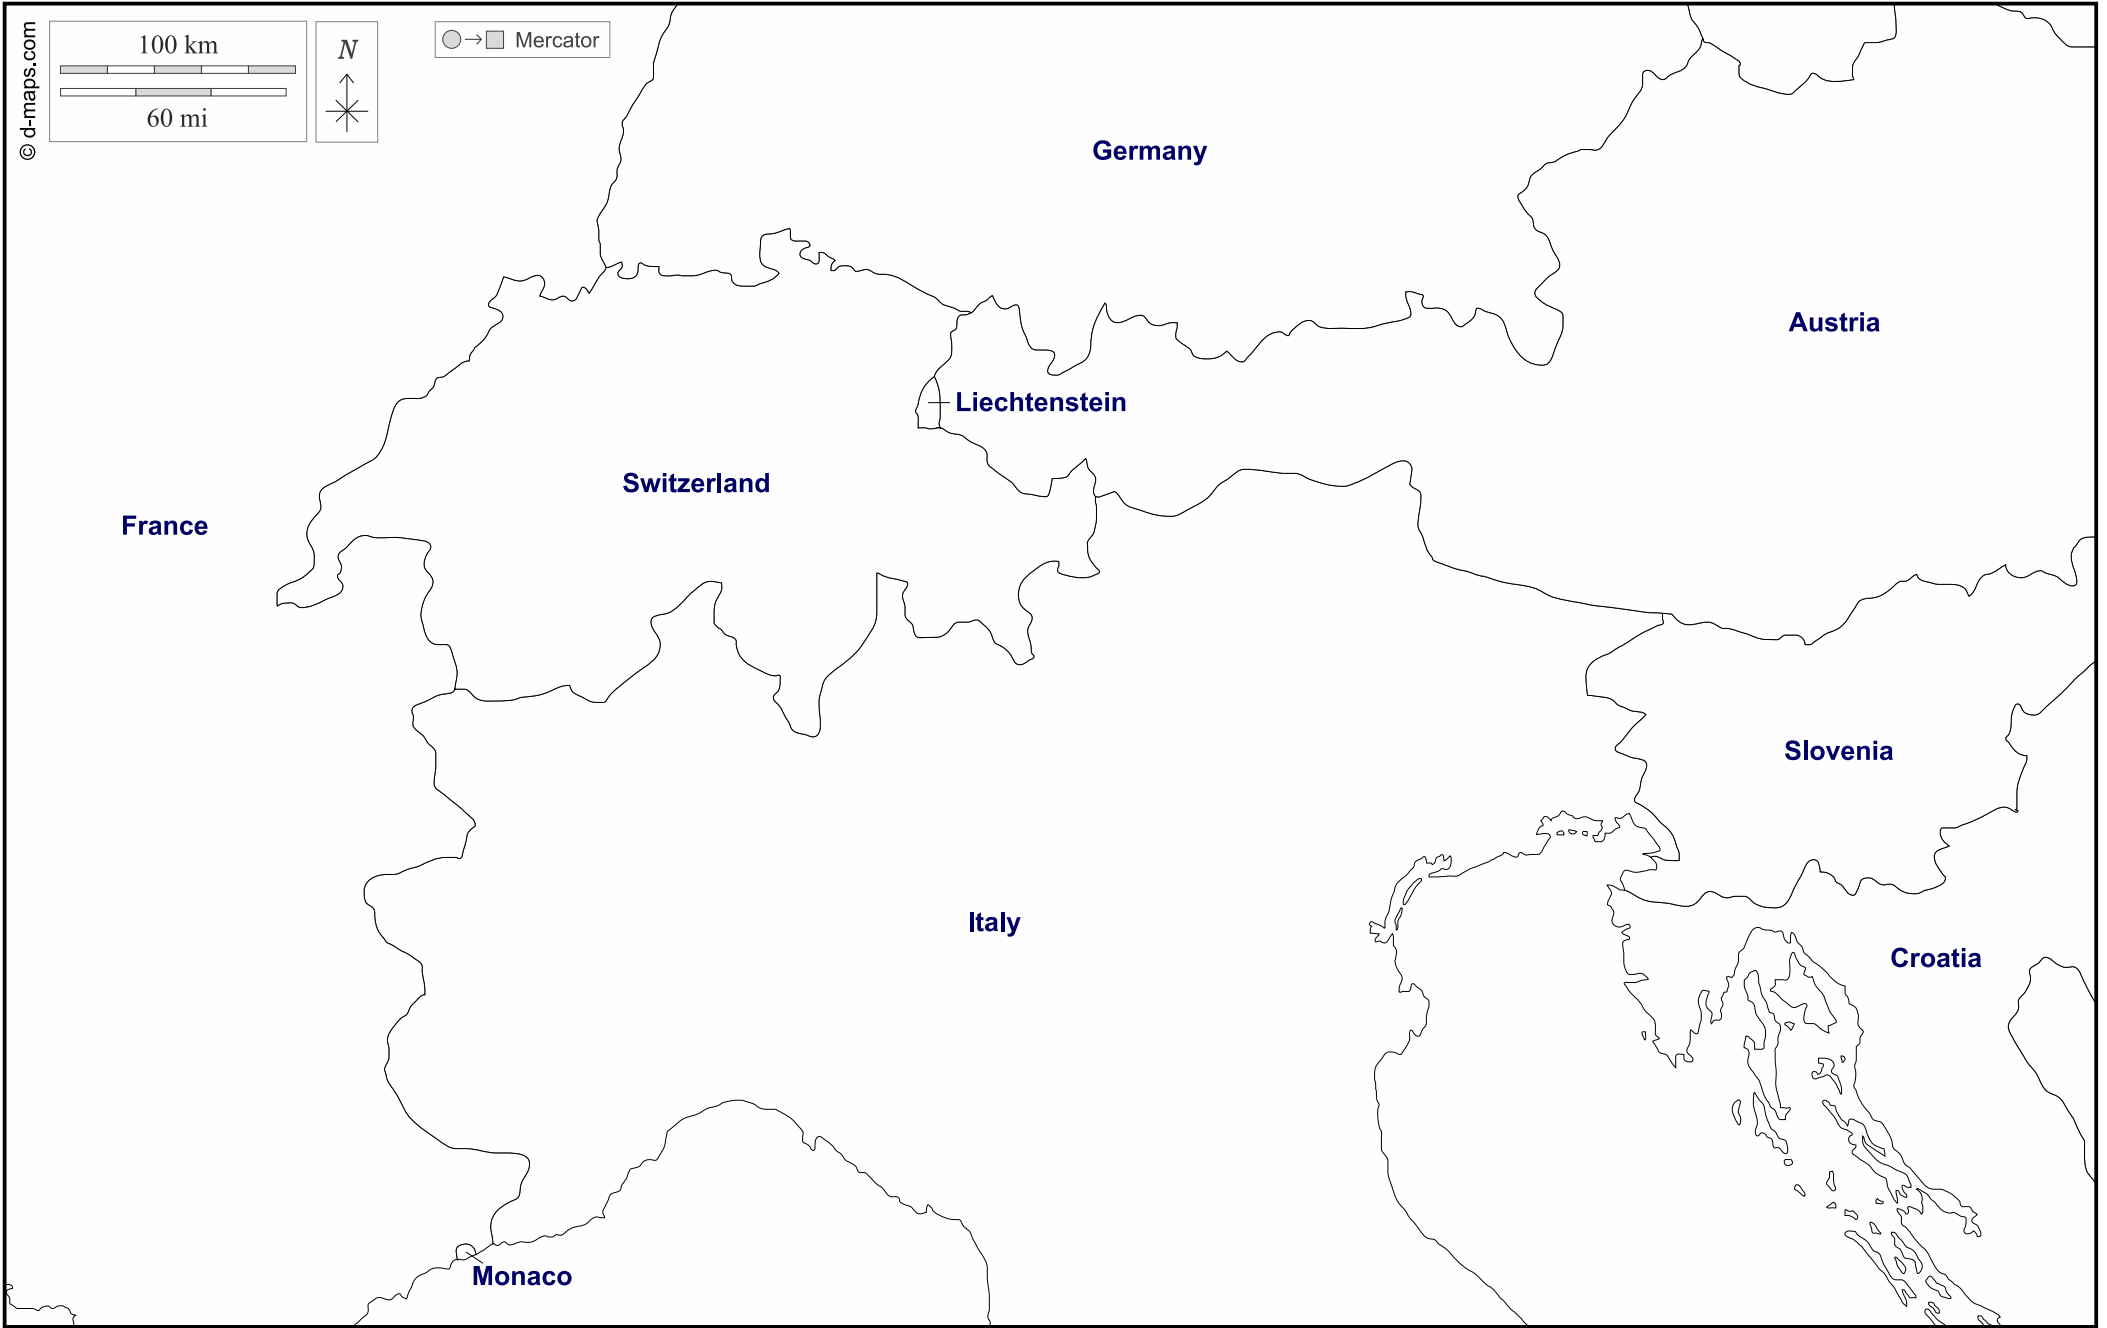 © d-maps.com
100 km
60 mi
N
Mercator
Germany
Austria
Liechtenstein
Switzerland
France
Slovenia
Italy
Croatia
Monaco